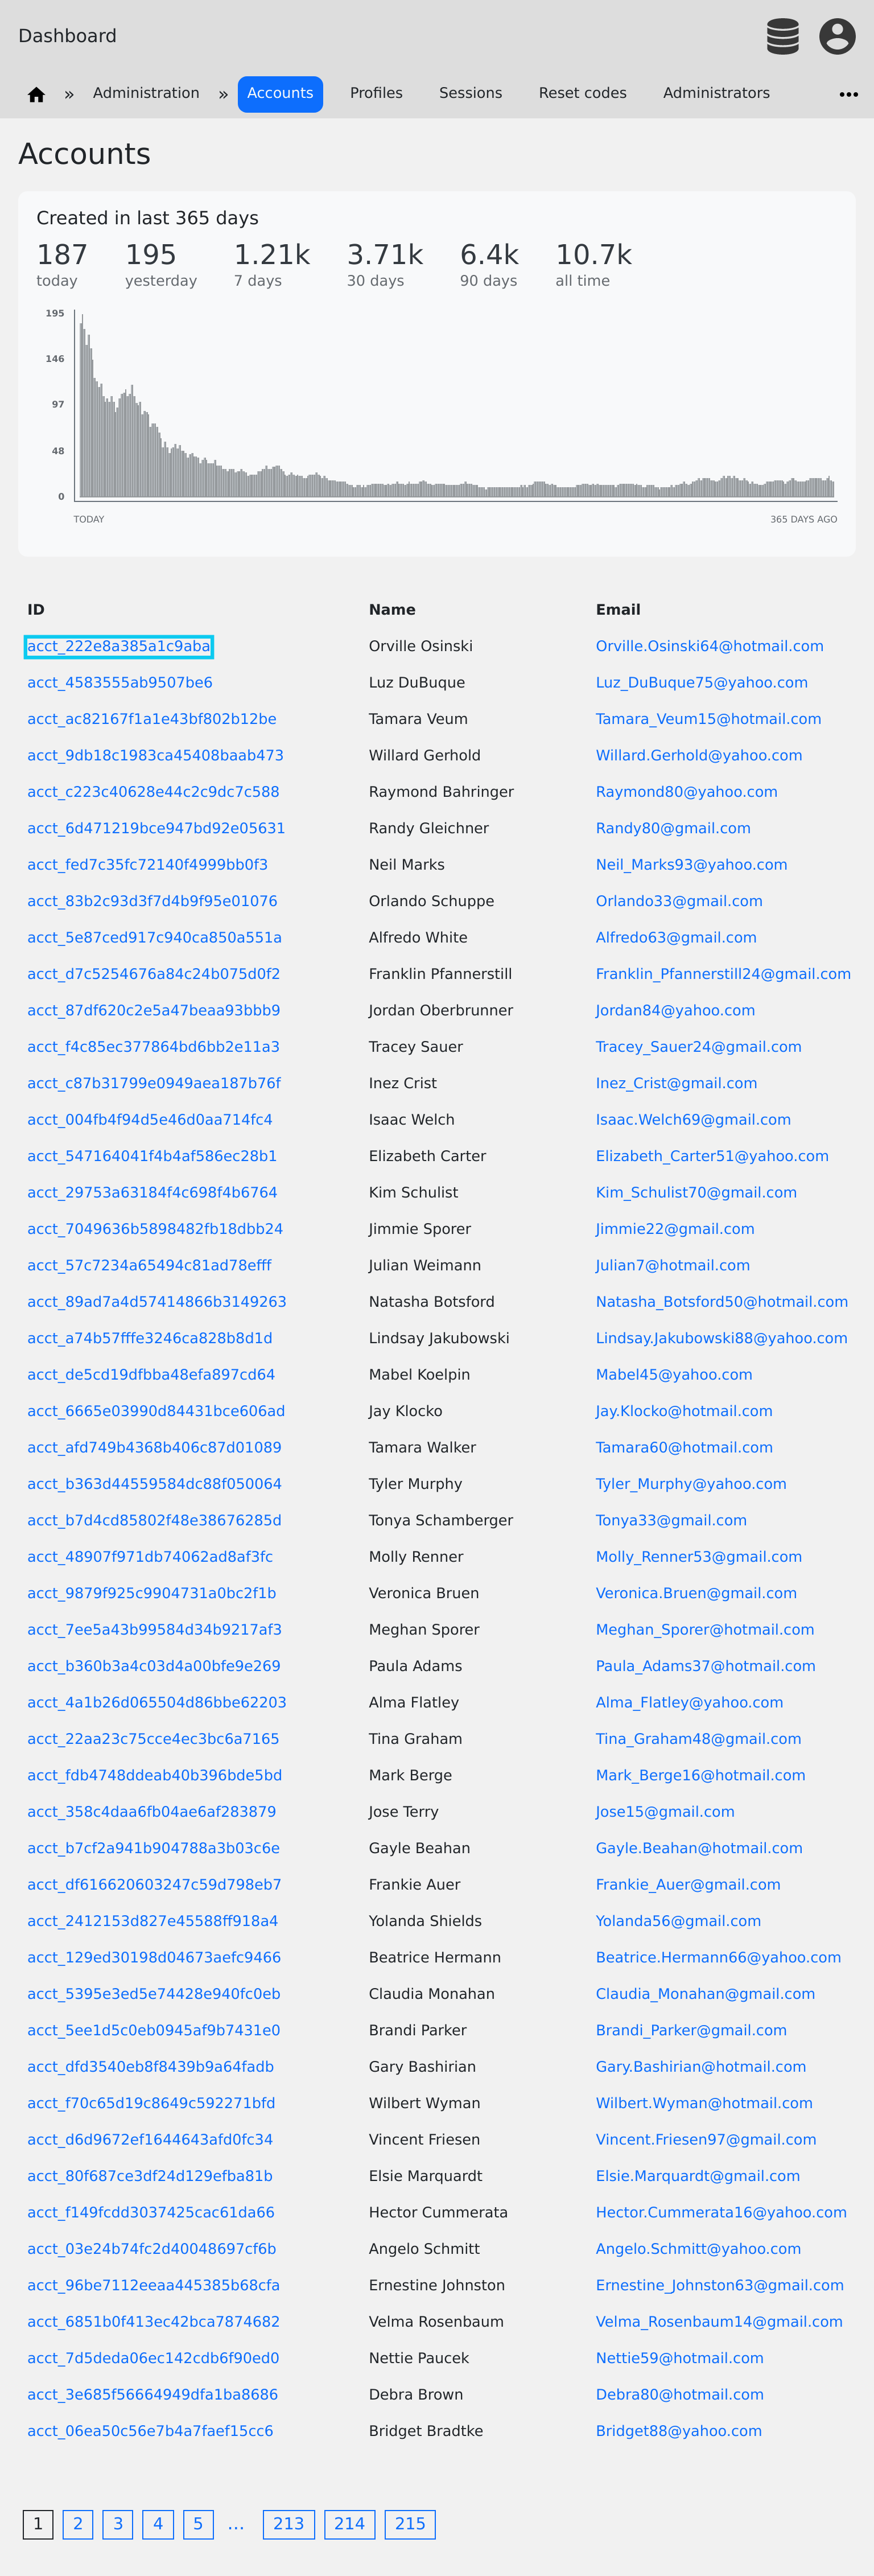 Dashboard
» Administration » Accounts Profiles Sessions Reset codes Administrators
Accounts
Created in last 365 days
187 195 1.21k 3.71k 6.4k 10.7k
today yesterday 7 days 30 days 90 days all time
195
146
97
48
0
TODAY 365 DAYS AGO
ID Name Email
acct_222e8a385a1c9aba Orville Osinski Orville.Osinski64@hotmail.com
acct_4583555ab9507be6 Luz DuBuque Luz_DuBuque75@yahoo.com
acct_ac82167f1a1e43bf802b12be Tamara Veum Tamara_Veum15@hotmail.com
acct_9db18c1983ca45408baab473 Willard Gerhold Willard.Gerhold@yahoo.com
acct_c223c40628e44c2c9dc7c588 Raymond Bahringer Raymond80@yahoo.com
acct_6d471219bce947bd92e05631 Randy Gleichner Randy80@gmail.com
acct_fed7c35fc72140f4999bb0f3 Neil Marks Neil_Marks93@yahoo.com
acct_83b2c93d3f7d4b9f95e01076 Orlando Schuppe Orlando33@gmail.com
acct_5e87ced917c940ca850a551a Alfredo White Alfredo63@gmail.com
acct_d7c5254676a84c24b075d0f2 Franklin Pfannerstill Franklin_Pfannerstill24@gmail.com
acct_87df620c2e5a47beaa93bbb9 Jordan Oberbrunner Jordan84@yahoo.com
acct_f4c85ec377864bd6bb2e11a3 Tracey Sauer Tracey_Sauer24@gmail.com
acct_c87b31799e0949aea187b76f Inez Crist Inez_Crist@gmail.com
acct_004fb4f94d5e46d0aa714fc4 Isaac Welch Isaac.Welch69@gmail.com
acct_547164041f4b4af586ec28b1 Elizabeth Carter Elizabeth_Carter51@yahoo.com
acct_29753a63184f4c698f4b6764 Kim Schulist Kim_Schulist70@gmail.com
acct_7049636b5898482fb18dbb24 Jimmie Sporer Jimmie22@gmail.com
acct_57c7234a65494c81ad78efff Julian Weimann Julian7@hotmail.com
acct_89ad7a4d57414866b3149263 Natasha Botsford Natasha_Botsford50@hotmail.com
acct_a74b57fffe3246ca828b8d1d Lindsay Jakubowski Lindsay.Jakubowski88@yahoo.com
acct_de5cd19dfbba48efa897cd64 Mabel Koelpin Mabel45@yahoo.com
acct_6665e03990d84431bce606ad Jay Klocko Jay.Klocko@hotmail.com
acct_afd749b4368b406c87d01089 Tamara Walker Tamara60@hotmail.com
acct_b363d44559584dc88f050064 Tyler Murphy Tyler_Murphy@yahoo.com
acct_b7d4cd85802f48e38676285d Tonya Schamberger Tonya33@gmail.com
acct_48907f971db74062ad8af3fc Molly Renner Molly_Renner53@gmail.com
acct_9879f925c9904731a0bc2f1b Veronica Bruen Veronica.Bruen@gmail.com
acct_7ee5a43b99584d34b9217af3 Meghan Sporer Meghan_Sporer@hotmail.com
acct_b360b3a4c03d4a00bfe9e269 Paula Adams Paula_Adams37@hotmail.com
acct_4a1b26d065504d86bbe62203 Alma Flatley Alma_Flatley@yahoo.com
acct_22aa23c75cce4ec3bc6a7165 Tina Graham Tina_Graham48@gmail.com
acct_fdb4748ddeab40b396bde5bd Mark Berge Mark_Berge16@hotmail.com
acct_358c4daa6fb04ae6af283879 Jose Terry Jose15@gmail.com
acct_b7cf2a941b904788a3b03c6e Gayle Beahan Gayle.Beahan@hotmail.com
acct_df616620603247c59d798eb7 Frankie Auer Frankie_Auer@gmail.com
acct_2412153d827e45588ff918a4 Yolanda Shields Yolanda56@gmail.com
acct_129ed30198d04673aefc9466 Beatrice Hermann Beatrice.Hermann66@yahoo.com
acct_5395e3ed5e74428e940fc0eb Claudia Monahan Claudia_Monahan@gmail.com
acct_5ee1d5c0eb0945af9b7431e0 Brandi Parker Brandi_Parker@gmail.com
acct_dfd3540eb8f8439b9a64fadb Gary Bashirian Gary.Bashirian@hotmail.com
acct_f70c65d19c8649c592271bfd Wilbert Wyman Wilbert.Wyman@hotmail.com
acct_d6d9672ef1644643afd0fc34 Vincent Friesen Vincent.Friesen97@gmail.com
acct_80f687ce3df24d129efba81b Elsie Marquardt Elsie.Marquardt@gmail.com
acct_f149fcdd3037425cac61da66 Hector Cummerata Hector.Cummerata16@yahoo.com
acct_03e24b74fc2d40048697cf6b Angelo Schmitt Angelo.Schmitt@yahoo.com
acct_96be7112eeaa445385b68cfa Ernestine Johnston Ernestine_Johnston63@gmail.com
acct_6851b0f413ec42bca7874682 Velma Rosenbaum Velma_Rosenbaum14@gmail.com
acct_7d5deda06ec142cdb6f90ed0 Nettie Paucek Nettie59@hotmail.com
acct_3e685f56664949dfa1ba8686 Debra Brown Debra80@hotmail.com
acct_06ea50c56e7b4a7faef15cc6 Bridget Bradtke Bridget88@yahoo.com
1 2 3 4 5 … 213 214 215